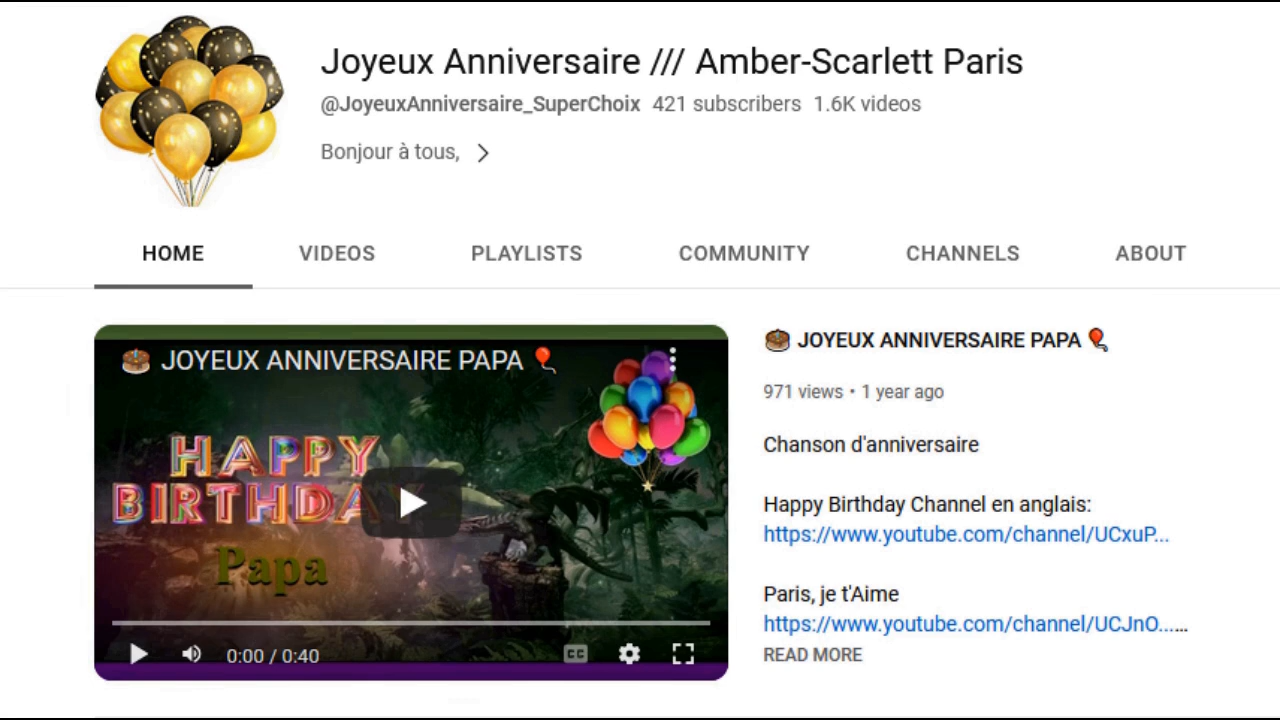 Joyeux Anniversaire /// Amber-Scarlett Paris
@JoyeuxAnniversaire_SuperChoix 421 subscribers 1.6K videos
Bonjour à tous,
HOME VIDEOS PLAYLISTS COMMUNITY CHANNELS ABOUT
JOYEUX ANNIVERSAIRE PAPA
HAPPY
BIRTHDAY
Papa
0:00 / 0:40
CC
JOYEUX ANNIVERSAIRE PAPA
971 views • 1 year ago
Chanson d'anniversaire
Happy Birthday Channel en anglais:
https://www.youtube.com/channel/UCxuP...
Paris, je t'Aime
https://www.youtube.com/channel/UCJnO......
READ MORE